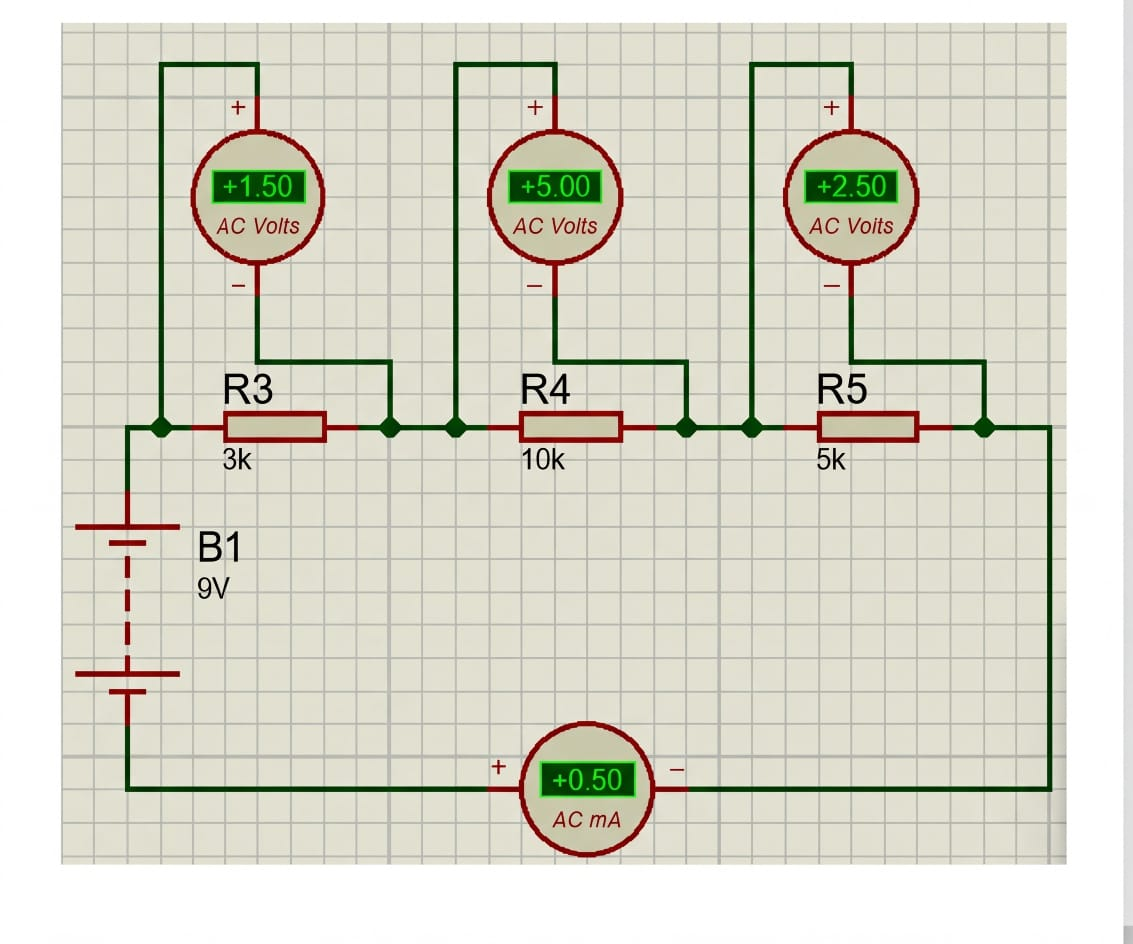 +
+
+
+1.50
+5.00
+2.50
AC Volts
AC Volts
AC Voits
−
−
−
R3
R4
R5
3k
10k
5k
B1
9V
+
−
+0.50
AC mA